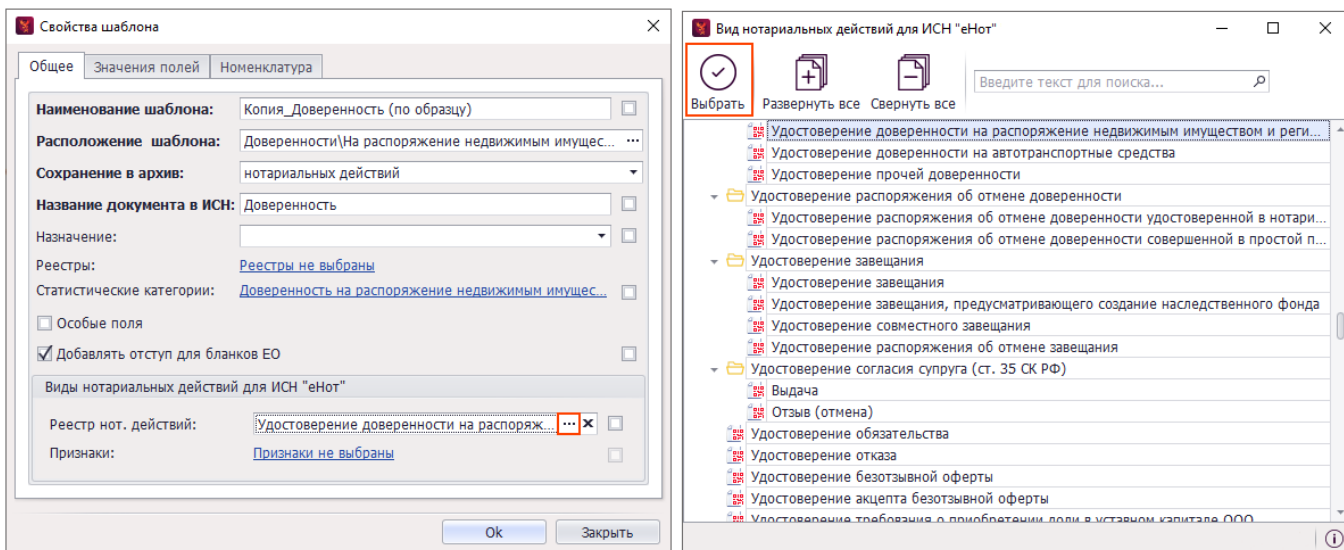 Свойства шаблона
Общее
Значения полей
Номенклатура
Наименование шаблона: Копия_Доверенность (по образцу)
Расположение шаблона: Доверенности\На распоряжение недвижимым имущес... ...
Сохранение в архив: нотариальных действий
Название документа в ИСН: Доверенность
Назначение:
Реестры: Реестры не выбраны
Статистические категории: Доверенность на распоряжение недвижимым имущес...
Особые поля
Добавлять отступ для бланков ЕО
Виды нотариальных действий для ИСН "еНот"
Реестр нот. действий: Удостоверение доверенности на распоряж... ... x
Признаки: Признаки не выбраны
Ok
Закрыть
Вид нотариальных действий для ИСН "еНот"
Выбрать
Развернуть все
Свернуть все
Введите текст для поиска...
Удостоверение доверенности на распоряжение недвижимым имуществом и реги...
Удостоверение доверенности на автотранспортные средства
Удостоверение прочей доверенности
Удостоверение распоряжения об отмене доверенности
Удостоверение распоряжения об отмене доверенности удостоверенной в нотари...
Удостоверение распоряжения об отмене доверенности совершенной в простой п...
Удостоверение завещания
Удостоверение завещания
Удостоверение завещания, предусматривающего создание наследственного фонда
Удостоверение совместного завещания
Удостоверение распоряжения об отмене завещания
Удостоверение согласия супруга (ст. 35 СК РФ)
Выдача
Отзыв (отмена)
Удостоверение обязательства
Удостоверение отказа
Удостоверение безотзывной оферты
Удостоверение акцепта безотзывной оферты
Удостоверение требования о приобретении доли в уставном капитале ООО